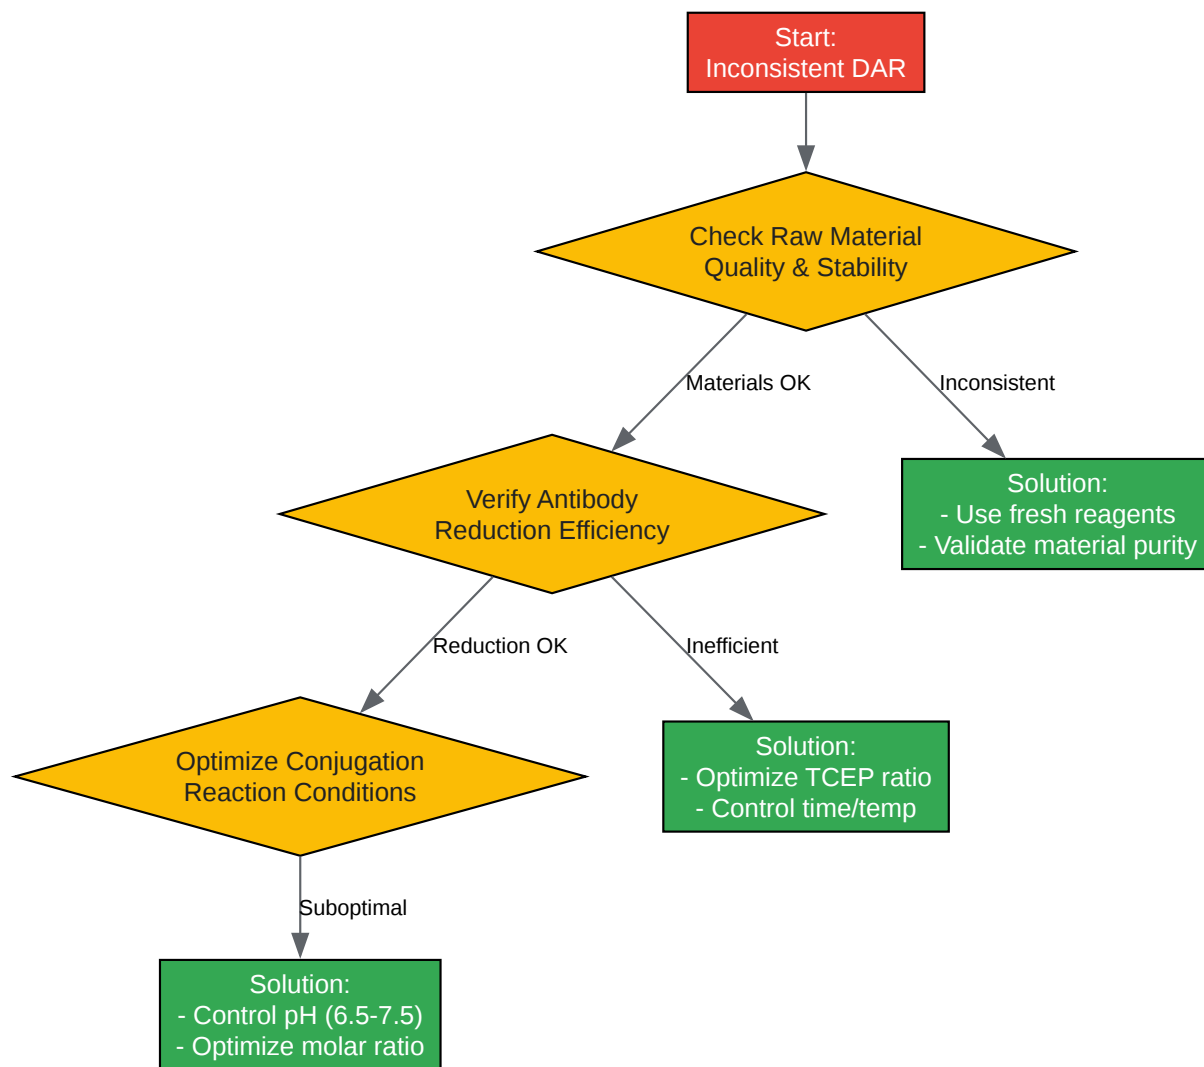 Start:
Inconsistent DAR
Check Raw Material
Quality & Stability
Materials OK
Inconsistent
Verify Antibody
Reduction Efficiency
Solution:
- Use fresh reagents
- Validate material purity
Reduction OK
Inefficient
Optimize Conjugation
Reaction Conditions
Solution:
- Optimize TCEP ratio
- Control time/temp
Suboptimal
Solution:
- Control pH (6.5-7.5)
- Optimize molar ratio